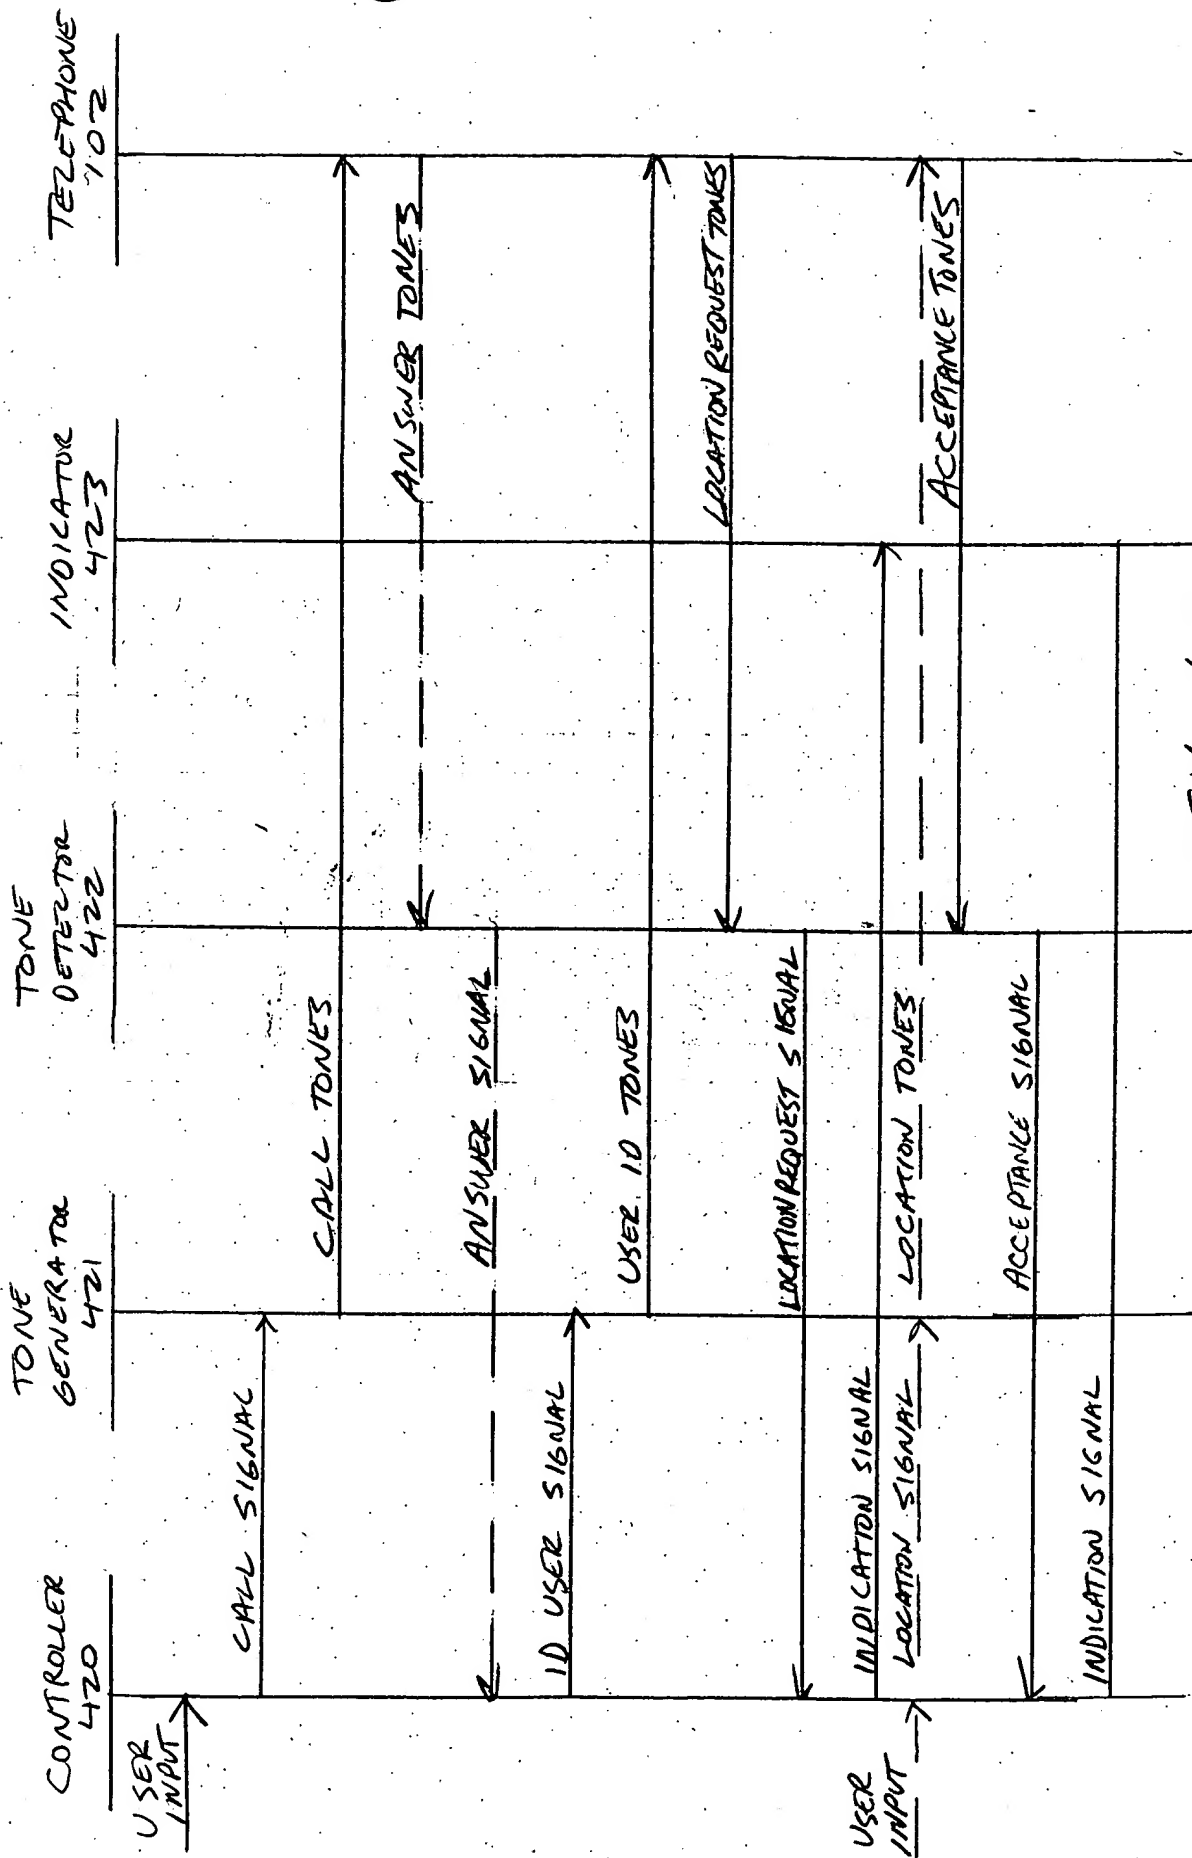 CONTROLLER
420
TONE
GENERATOR
421
TONE
DETECTOR
422
INDICATOR
423
TELEPHONE
702
USER
INPUT
CALL SIGNAL
CALL TONES
ANSWER TONES
ANSWER SIGNAL
ID USER SIGNAL
USER ID TONES
LOCATION REQUEST TONES
LOCATION REQUEST SIGNAL
INDICATION SIGNAL
USER
INPUT
LOCATION SIGNAL
LOCATION TONES
ACCEPTANCE TONES
ACCEPTANCE SIGNAL
INDICATION SIGNAL